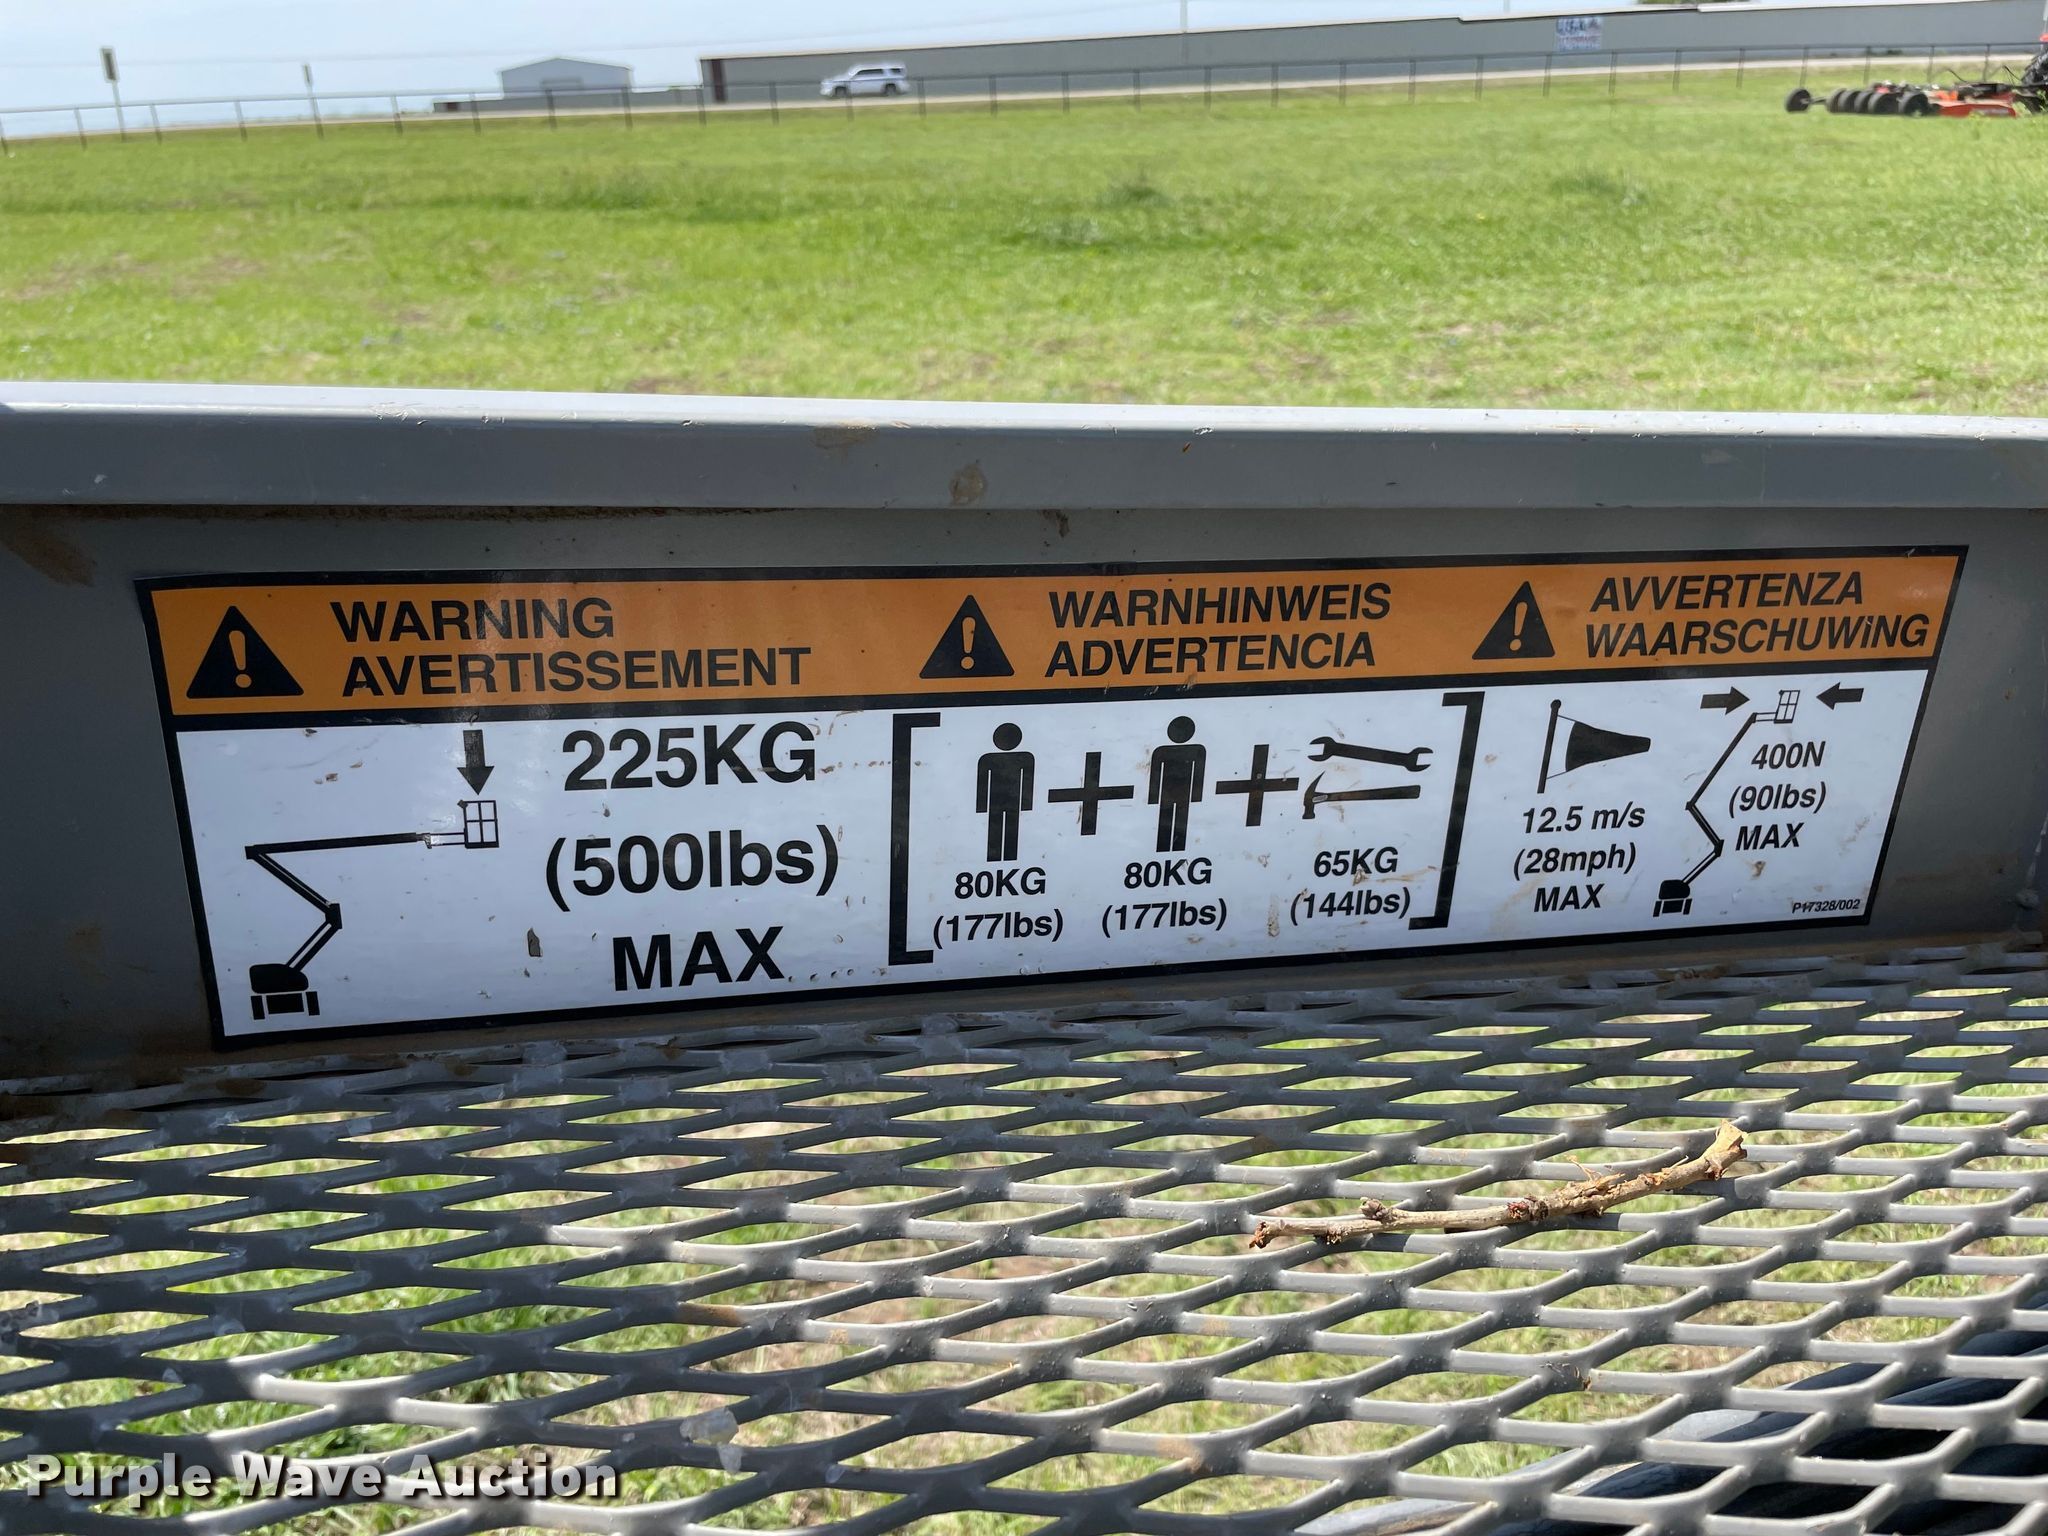 WARNING
AVERTISSEMENT
WARNHINWEIS
ADVERTENCIA
AVVERTENZA
WAARSCHUWING
225KG
(500lbs)
MAX
80KG
(177lbs)
80KG
(177lbs)
65KG
(144lbs)
12.5 m/s
(28mph)
MAX
400N
(90lbs)
MAX
P17328/002
Purple Wave Auction